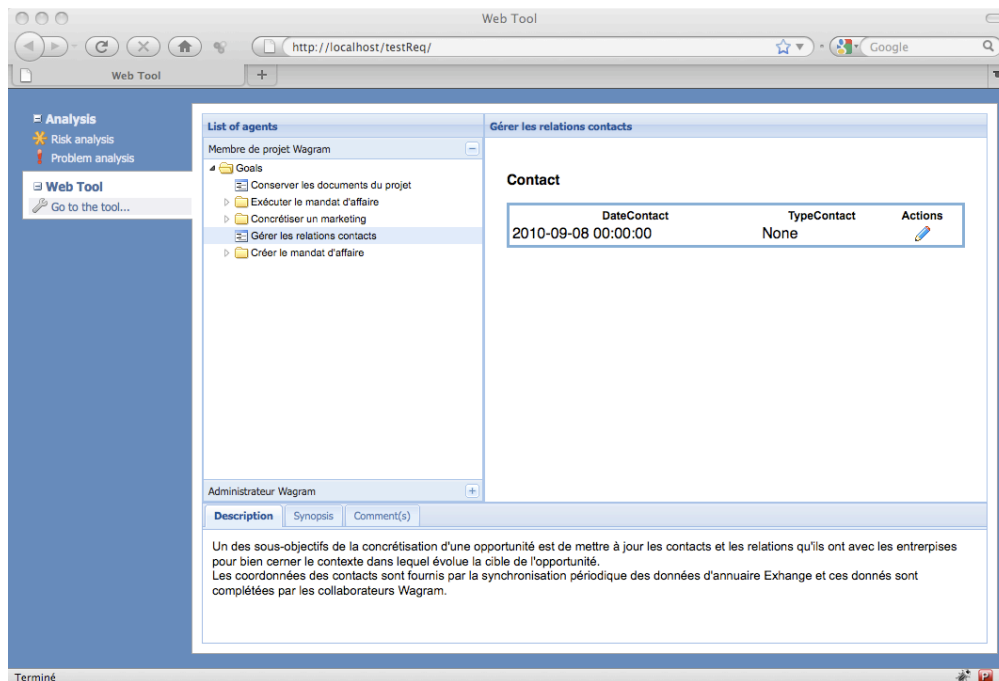 Web Tool
http://localhost/testReq/
Google
Web Tool
Analysis
Risk analysis
Problem analysis
Web Tool
Go to the tool...
List of agents
Membre de projet Wagram
Goals
Conserver les documents du projet
Exécuter le mandat d'affaire
Concrétiser un marketing
Gérer les relations contacts
Créer le mandat d'affaire
Administrateur Wagram
Gérer les relations contacts
Contact
DateContact TypeContact Actions
2010-09-08 00:00:00 None
Description Synopsis Comment(s)
Un des sous-objectifs de la concrétisation d'une opportunité est de mettre à jour les contacts et les relations qu'ils ont avec les entrerpises
pour bien cerner le contexte dans lequel évolue la cible de l'opportunité.
Les coordonnées des contacts sont fournis par la synchronisation périodique des données d'annuaire Exhange et ces donnés sont
complétées par les collaborateurs Wagram.
Terminé